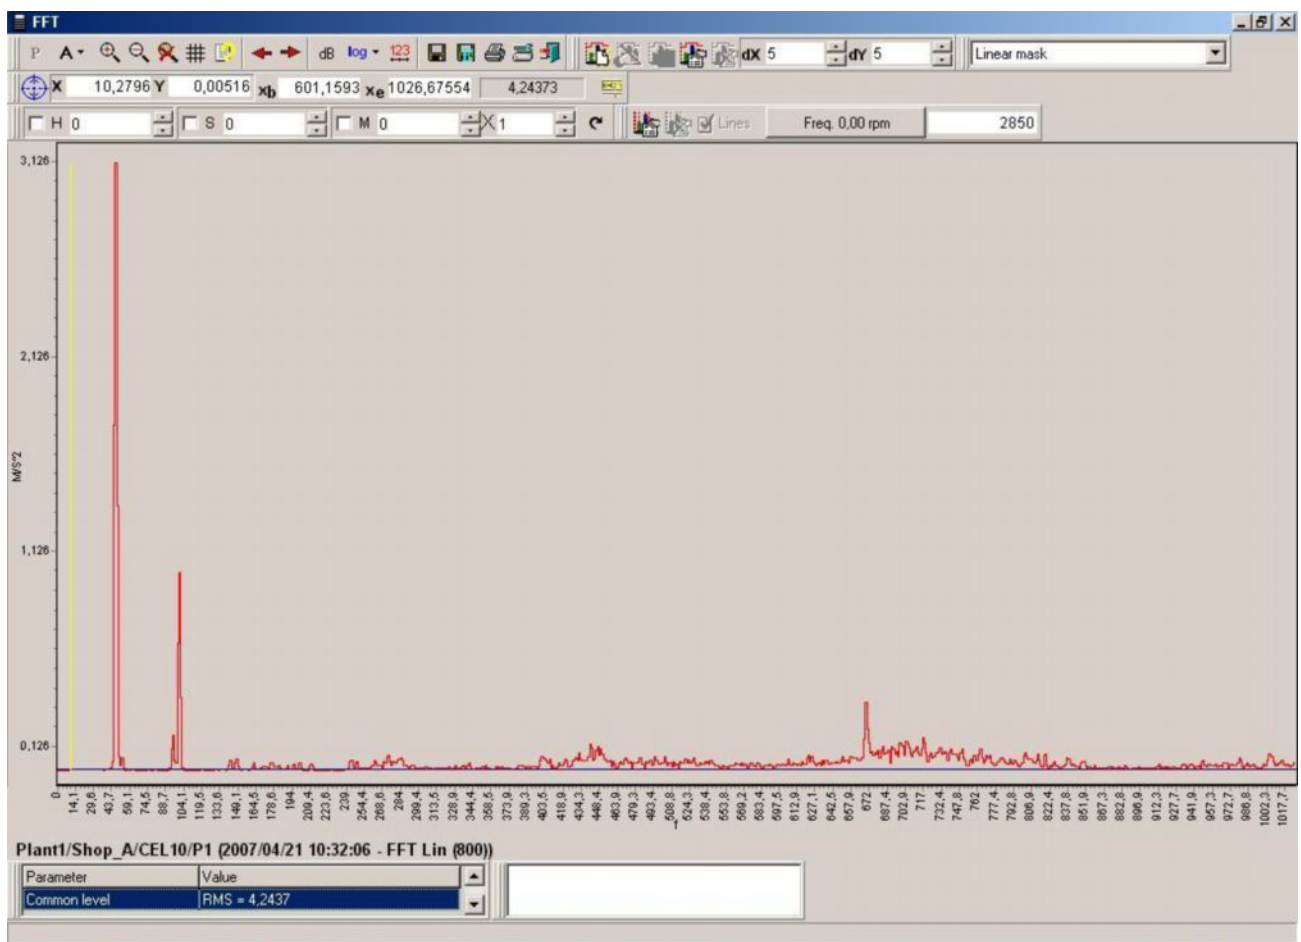 FFT
P A dB log 123 dX 5 dY 5 Linear mask
X 10,2796 Y 0,00516 xb 601,1593 xe 1026,67554 4,24373
H 0 S 0 M 0 X 1 Lines Freq. 0,00 rpm 2850
3,126
2,126
M/S^2
1,126
0,126
0 14,1 29,6 43,7 59,1 74,5 88,7 104,1 119,5 133,6 149,1 164,5 178,6 194 209,4 223,6 239 254,4 268,6 284 299,4 313,5 328,9 344,4 358,5 373,9 389,3 403,5 418,9 434,3 448,4 463,9 479,3 493,4 508,8 524,3 538,4 553,8 569,2 583,4 597,5 612,9 627,1 642,5 657,9 672 687,4 702,9 717 732,4 747,8 762 777,4 792,8 806,9 822,4 837,8 851,9 867,3 882,8 896,9 912,3 927,7 941,9 957,3 972,7 986,8 1002,3 1017,7
f
Plant1/Shop_A/CEL10/P1 (2007/04/21 10:32:06 - FFT Lin (800))
Parameter Value
Common level RMS = 4,2437